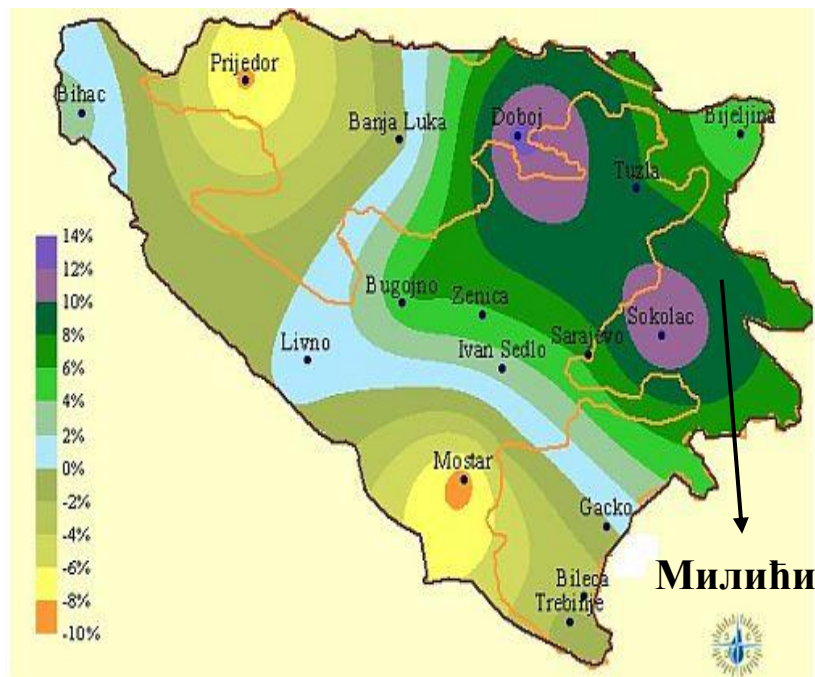 Prijedor
Bihac
Banja Luka
Doboj
Bijeljina
Tuzla
14%
12%
10%
8%
6%
4%
2%
0%
-2%
-4%
-6%
-8%
-10%
Bugojno
Zenica
Sokolac
Livno
Ivan Sedlo
Sarajevo
Mostar
Gacko
Bileca
Trebinje
Милићи